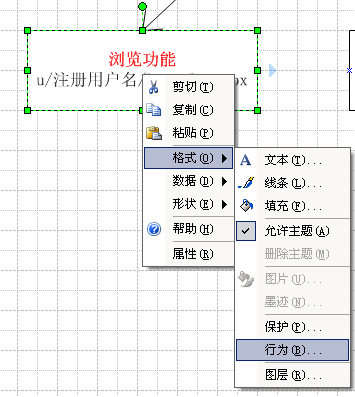 浏览功能
u/注册用户名/
ox
剪切(T)
复制(C)
粘贴(P)
格式(O)
数据(D)
形状(E)
帮助(H)
属性(R)
文本(T)...
线条(L)...
填充(F)...
允许主题(A)
删除主题(M)
图片(U)...
墨迹(N)...
保护(P)...
行为(B)...
图层(R)...